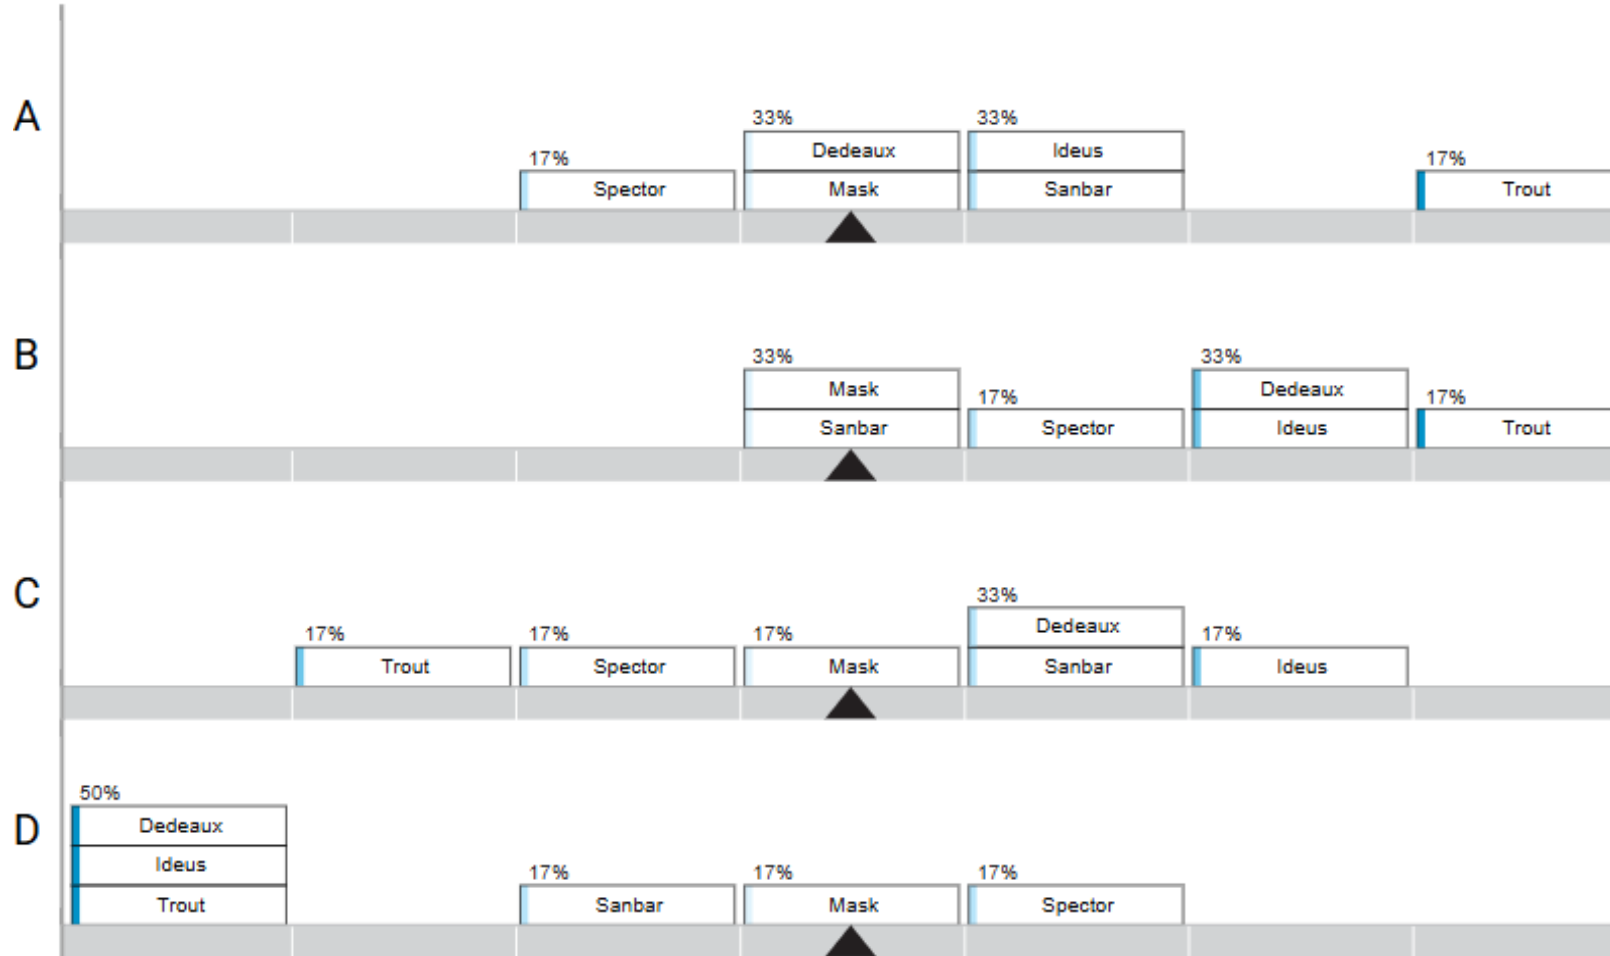 A
33%
33%
Dedeaux
Ideus
17%
17%
Spector
Mask
Sanbar
Trout
B
33%
33%
Mask
Dedeaux
17%
17%
Sanbar
Spector
Ideus
Trout
C
33%
Dedeaux
17%
17%
17%
17%
Trout
Spector
Mask
Sanbar
Ideus
D
50%
Dedeaux
Ideus
17%
17%
17%
Trout
Sanbar
Mask
Spector